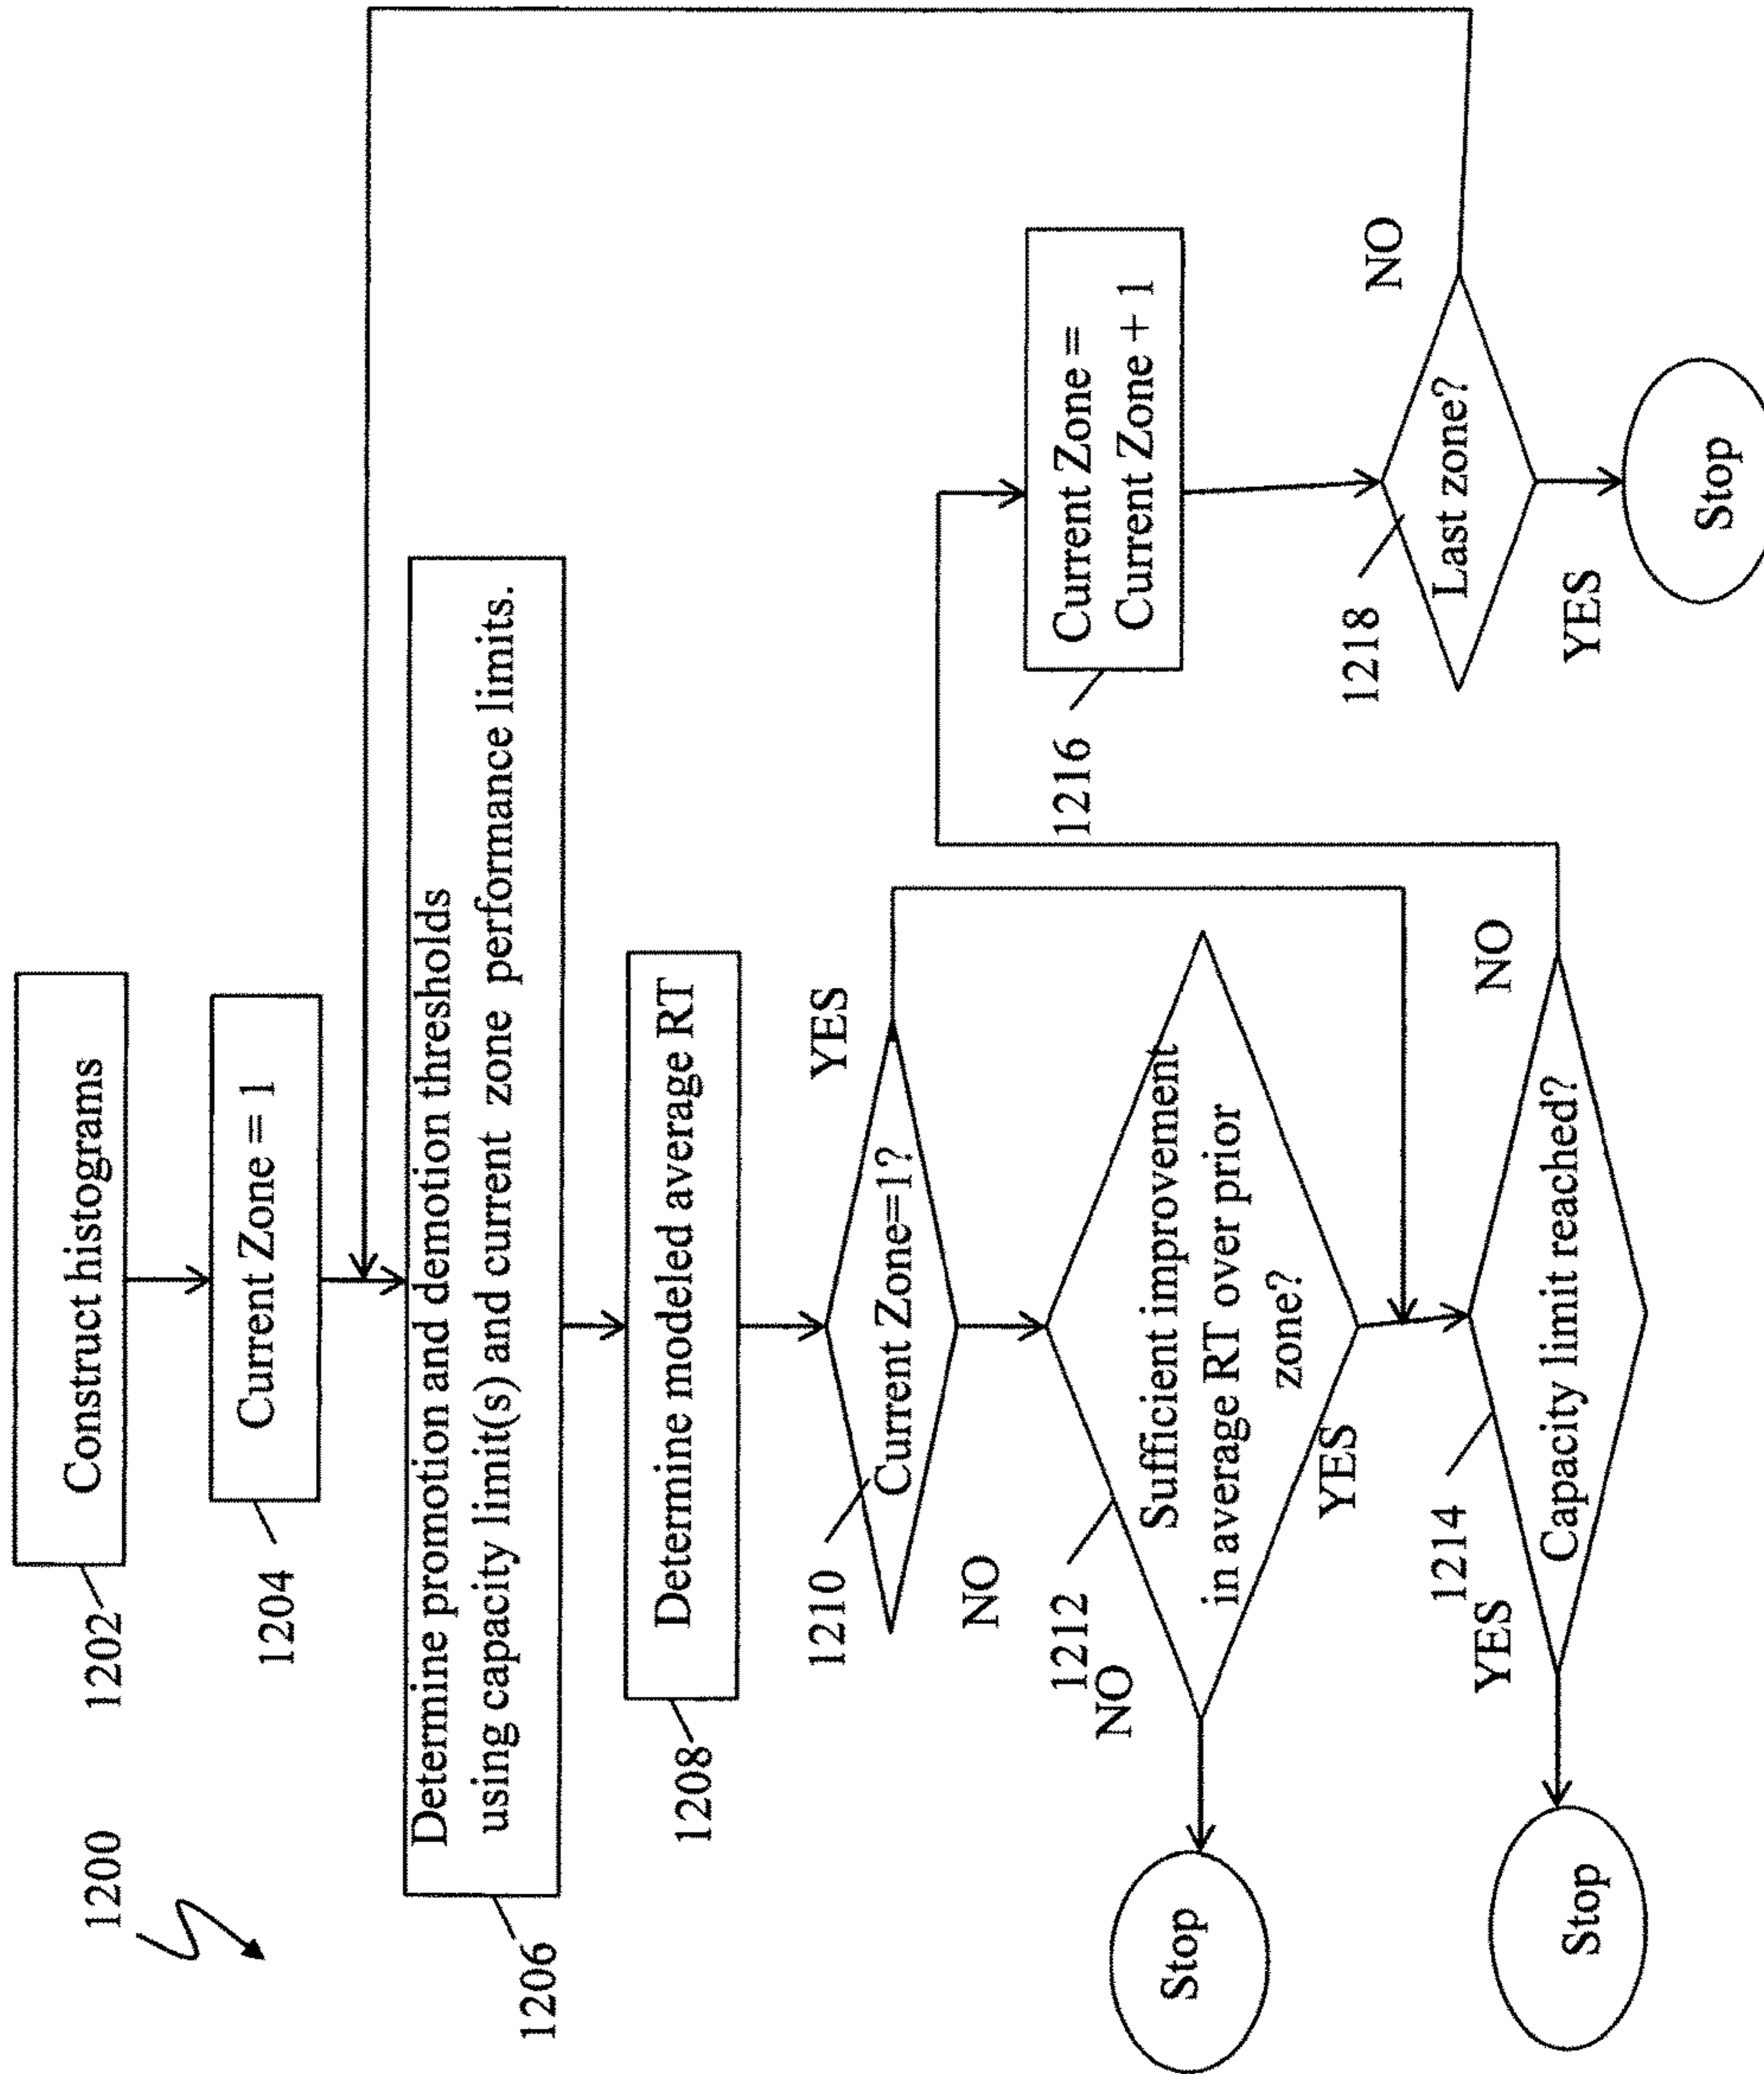 1200
Construct histograms
1202
Current Zone = 1
1204
Determine promotion and demotion thresholds
using capacity limit(s) and current zone performance limits.
1206
Determine modeled average RT
1208
Current Zone=1?
1210
YES
NO
Sufficient improvement
in average RT over prior
zone?
1212
NO
YES
Stop
Capacity limit reached?
1214
YES
NO
Stop
Current Zone =
Current Zone + 1
1216
Last zone?
1218
NO
YES
Stop